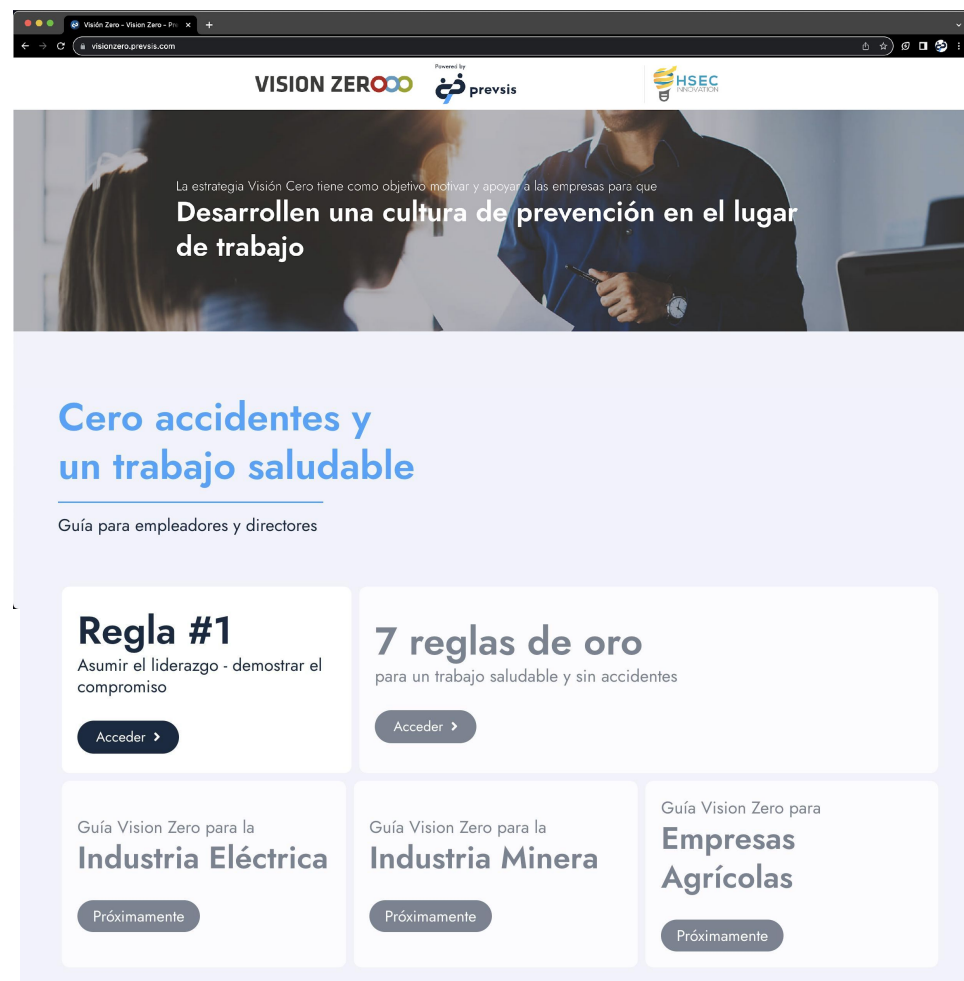 Visión Zero – Vision Zero – Pre
visionzero.prevsis.com
VISION ZEROOO
Powered by
prevsis
HSEC
INNOVATION
La estrategia Visión Cero tiene como objetivo motivar y apoyar a las empresas para que
Desarrollen una cultura de prevención en el lugar
de trabajo
Cero accidentes y
un trabajo saludable
Guía para empleadores y directores
Regla #1
Asumir el liderazgo - demostrar el
compromiso
Acceder
7 reglas de oro
para un trabajo saludable y sin accidentes
Acceder
Guía Vision Zero para la
Industria Eléctrica
Próximamente
Guía Vision Zero para la
Industria Minera
Próximamente
Guía Vision Zero para
Empresas
Agrícolas
Próximamente